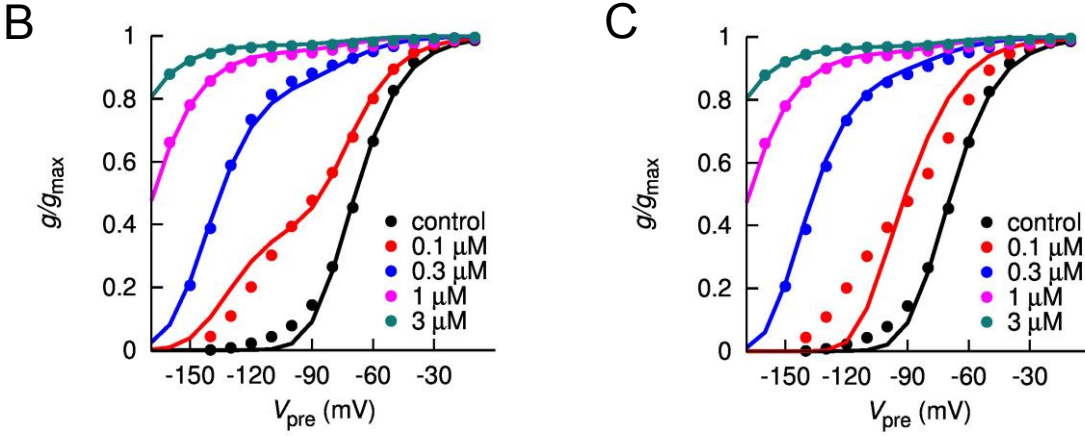 B
1
0.8
0.6
0.4
0.2
0
g/gmax
control
0.1 μM
0.3 μM
1 μM
3 μM
-150 -120 -90 -60 -30
Vpre (mV)
C
1
0.8
0.6
0.4
0.2
0
g/gmax
control
0.1 μM
0.3 μM
1 μM
3 μM
-150 -120 -90 -60 -30
Vpre (mV)